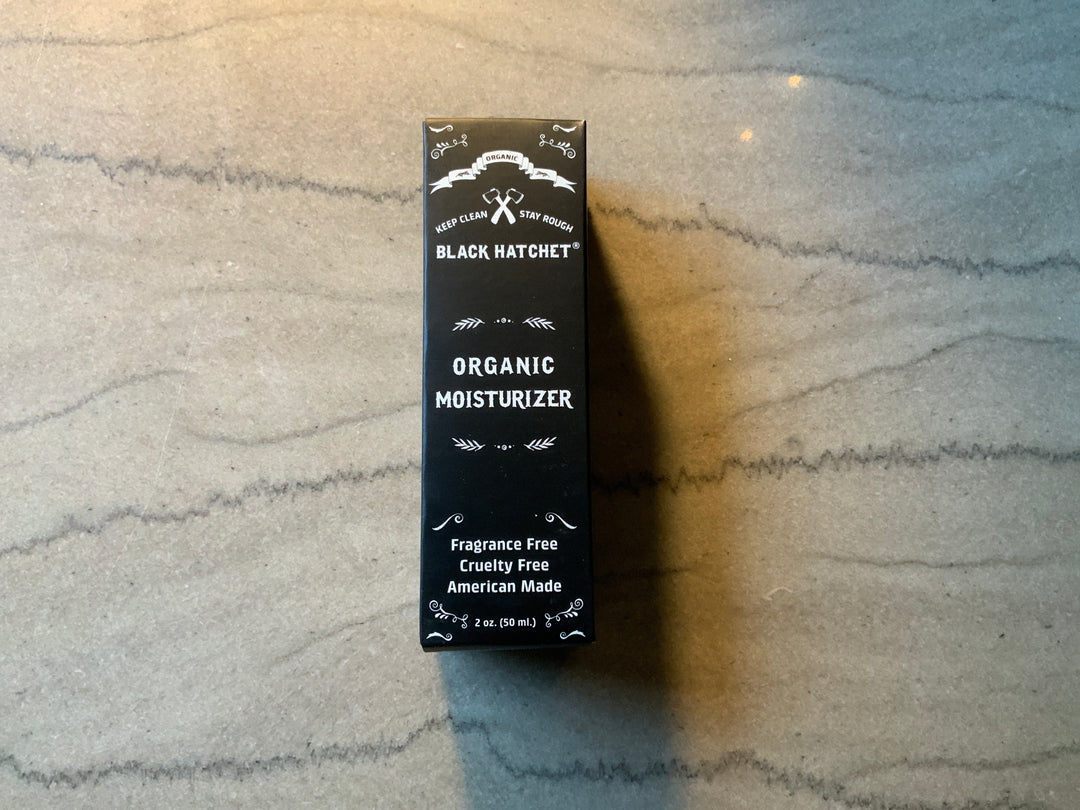 ORGANIC
KEEP CLEAN STAY ROUGH
BLACK HATCHET®
ORGANIC
MOISTURIZER
Fragrance Free
Cruelty Free
American Made
2 oz. (50 ml.)